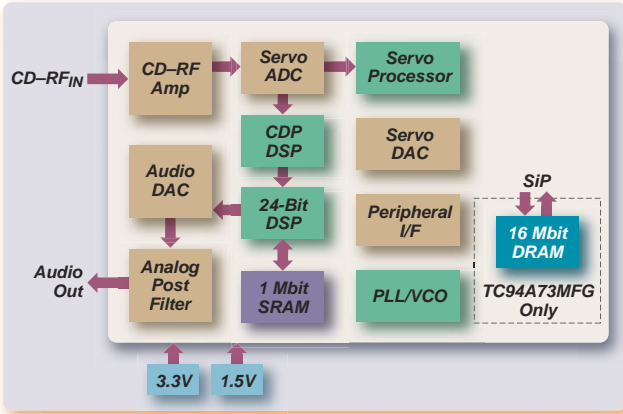 CD–RF
Amp
Servo
ADC
Servo
Processor
CD–RFIN
CDP
DSP
Servo
DAC
Audio
DAC
24-Bit
DSP
Peripheral
I/F
SiP
16 Mbit
DRAM
Audio
Out
Analog
Post
Filter
1 Mbit
SRAM
PLL/VCO
TC94A73MFG
Only
3.3V
1.5V